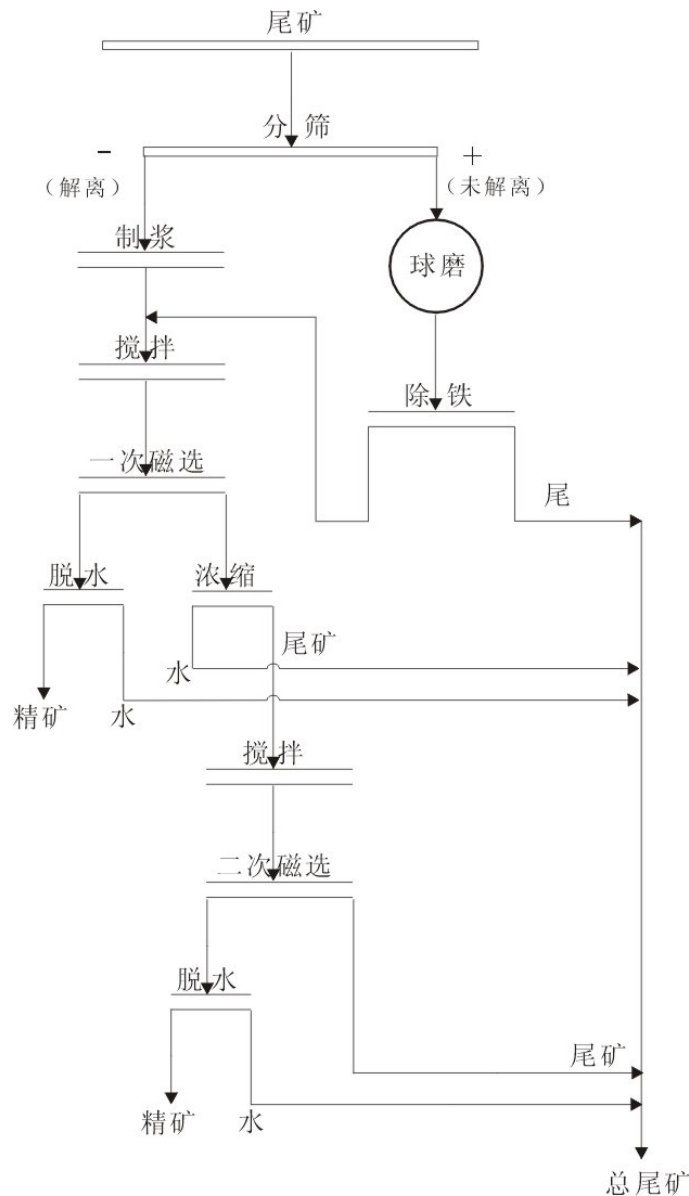 尾矿
分筛
－ ＋
（解离） （未解离）
制浆
球磨
搅拌
除铁
一次磁选
尾
脱水 浓缩
尾矿
水
精矿 水
搅拌
二次磁选
脱水
尾矿
精矿 水
总尾矿